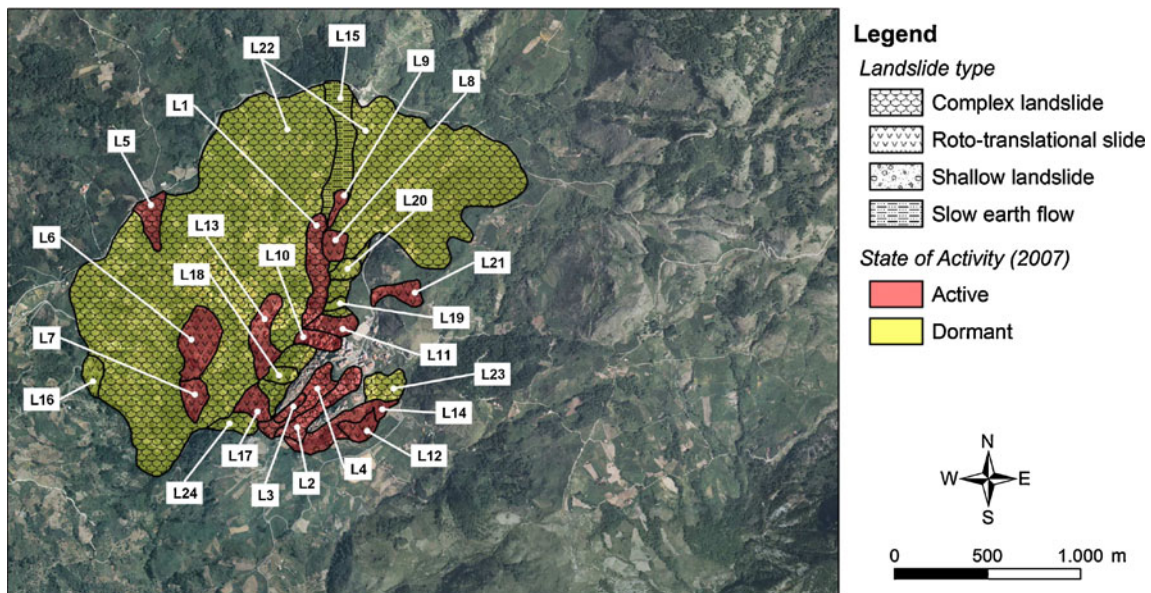 L22
L15
L9
L8
L1
L5
L20
L13
L6
L10
L18
L21
L19
L7
L11
L23
L16
L14
L17
L12
L24
L3
L2
L4
Legend
Landslide type
Complex landslide
Roto-translational slide
Shallow landslide
Slow earth flow
State of Activity (2007)
Active
Dormant
N
W
E
S
0
500
1.000 m